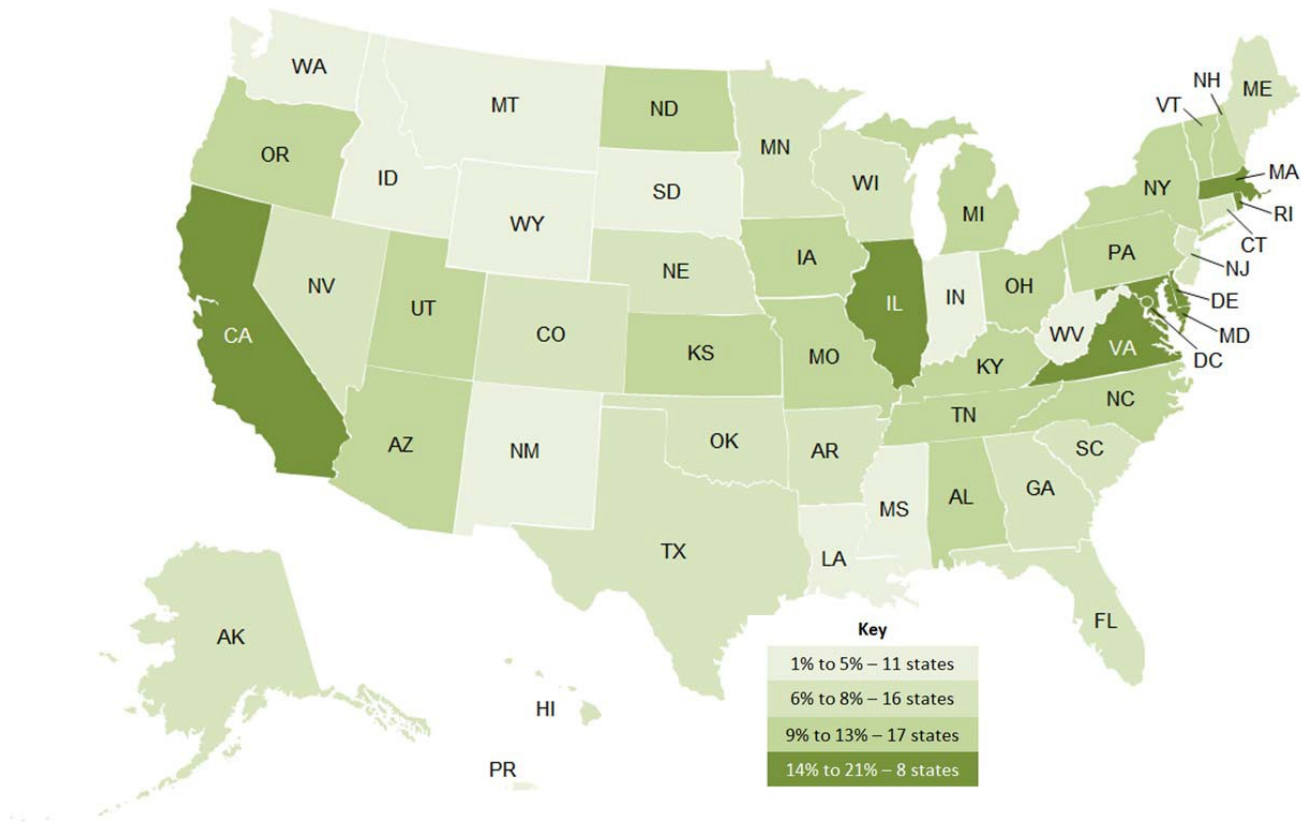 WA
MT
ND
MN
NH
VT
ME
OR
ID
SD
WI
MI
NY
MA
RI
CT
NJ
WY
IA
PA
NE
NV
UT
CO
IL
IN
OH
DE
MD
DC
WV
VA
CA
KS
MO
KY
NC
TN
AZ
NM
OK
AR
SC
GA
AL
MS
TX
LA
FL
AK
HI
PR
Key
1% to 5% – 11 states
6% to 8% – 16 states
9% to 13% – 17 states
14% to 21% – 8 states